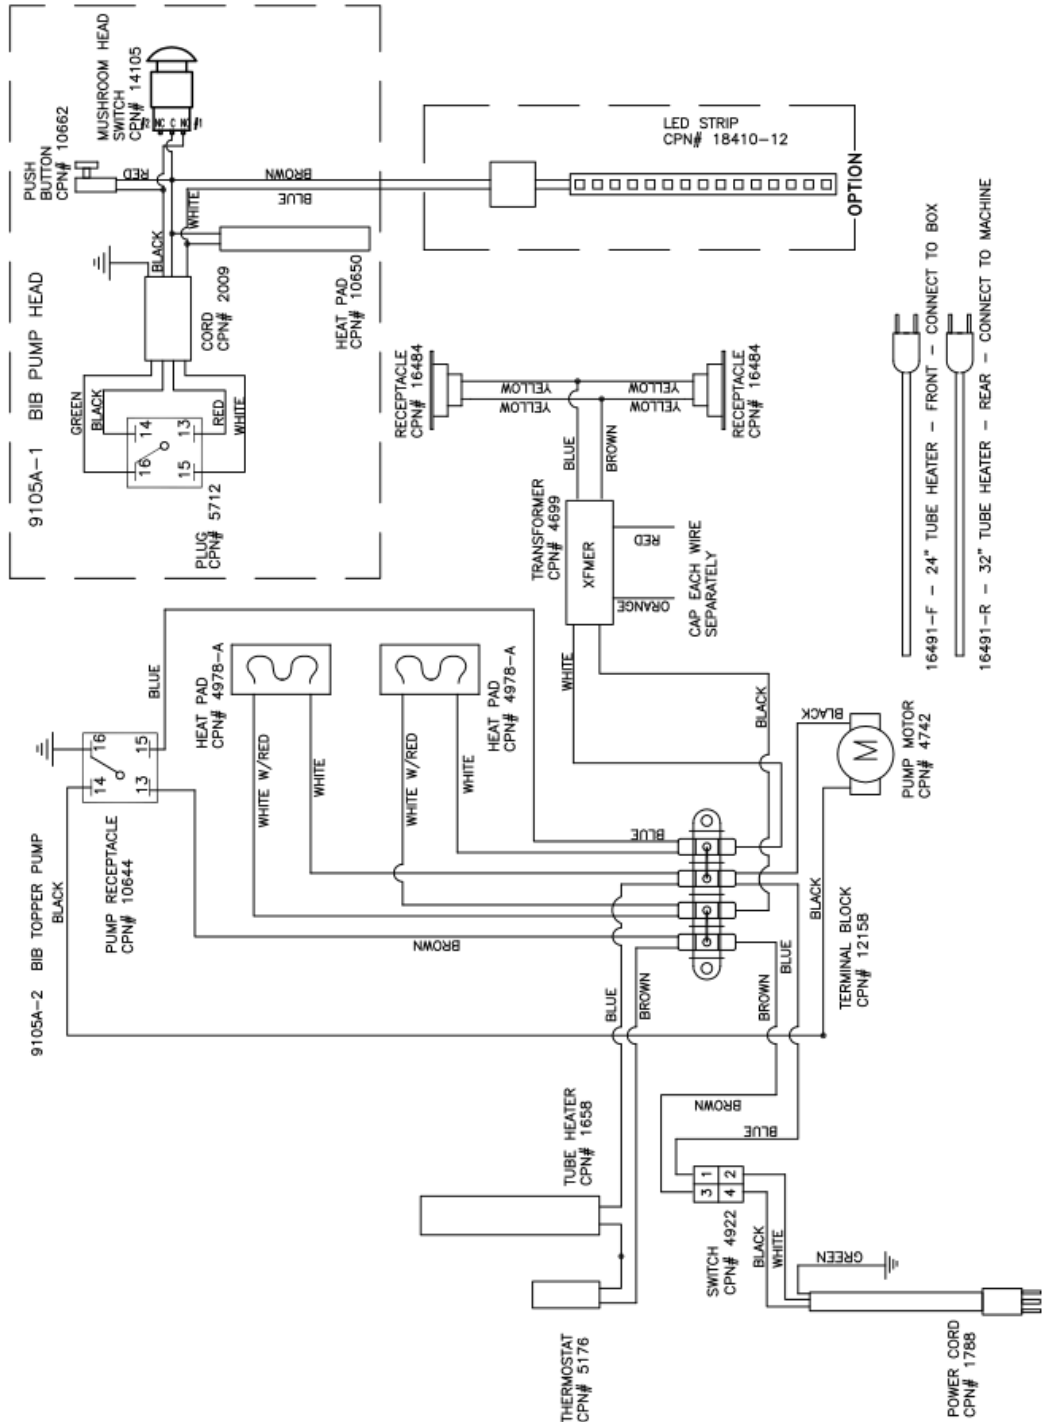 9105A-1 BIB PUMP HEAD
PUSH
BUTTON
CPN# 10662
MUSHROOM HEAD
SWITCH
CPN# 14105
#2 NC C NO #1
RED
BROWN
BLUE
WHITE
BLACK
CORD
CPN# 2009
HEAT PAD
CPN# 10650
GREEN
BLACK
RED
WHITE
14
13
16
15
PLUG
CPN# 5712
LED STRIP
CPN# 18410-12
OPTION
RECEPTACLE
CPN# 16484
YELLOW
YELLOW
YELLOW
YELLOW
RECEPTACLE
CPN# 16484
BLUE
BROWN
TRANSFORMER
CPN# 4699
XFMER
RED
ORANGE
CAP EACH WIRE
SEPARATELY
WHITE
BLACK
16491-F - 24" TUBE HEATER - FRONT - CONNECT TO BOX
16491-R - 32" TUBE HEATER - REAR - CONNECT TO MACHINE
9105A-2 BIB TOPPER PUMP
BLACK
PUMP RECEPTACLE
CPN# 10644
16
15
14
13
BLUE
HEAT PAD
CPN# 4978-A
WHITE W/RED
WHITE
HEAT PAD
CPN# 4978-A
WHITE W/RED
WHITE
BLUE
BROWN
BLACK
PUMP MOTOR
CPN# 4742
M
BLACK
TERMINAL BLOCK
CPN# 12158
BLUE
BROWN
BROWN
BLUE
BROWN
BLUE
TUBE HEATER
CPN# 1658
THERMOSTAT
CPN# 5176
1
2
3
4
SWITCH
CPN# 4922
BLACK
WHITE
GREEN
POWER CORD
CPN# 1788